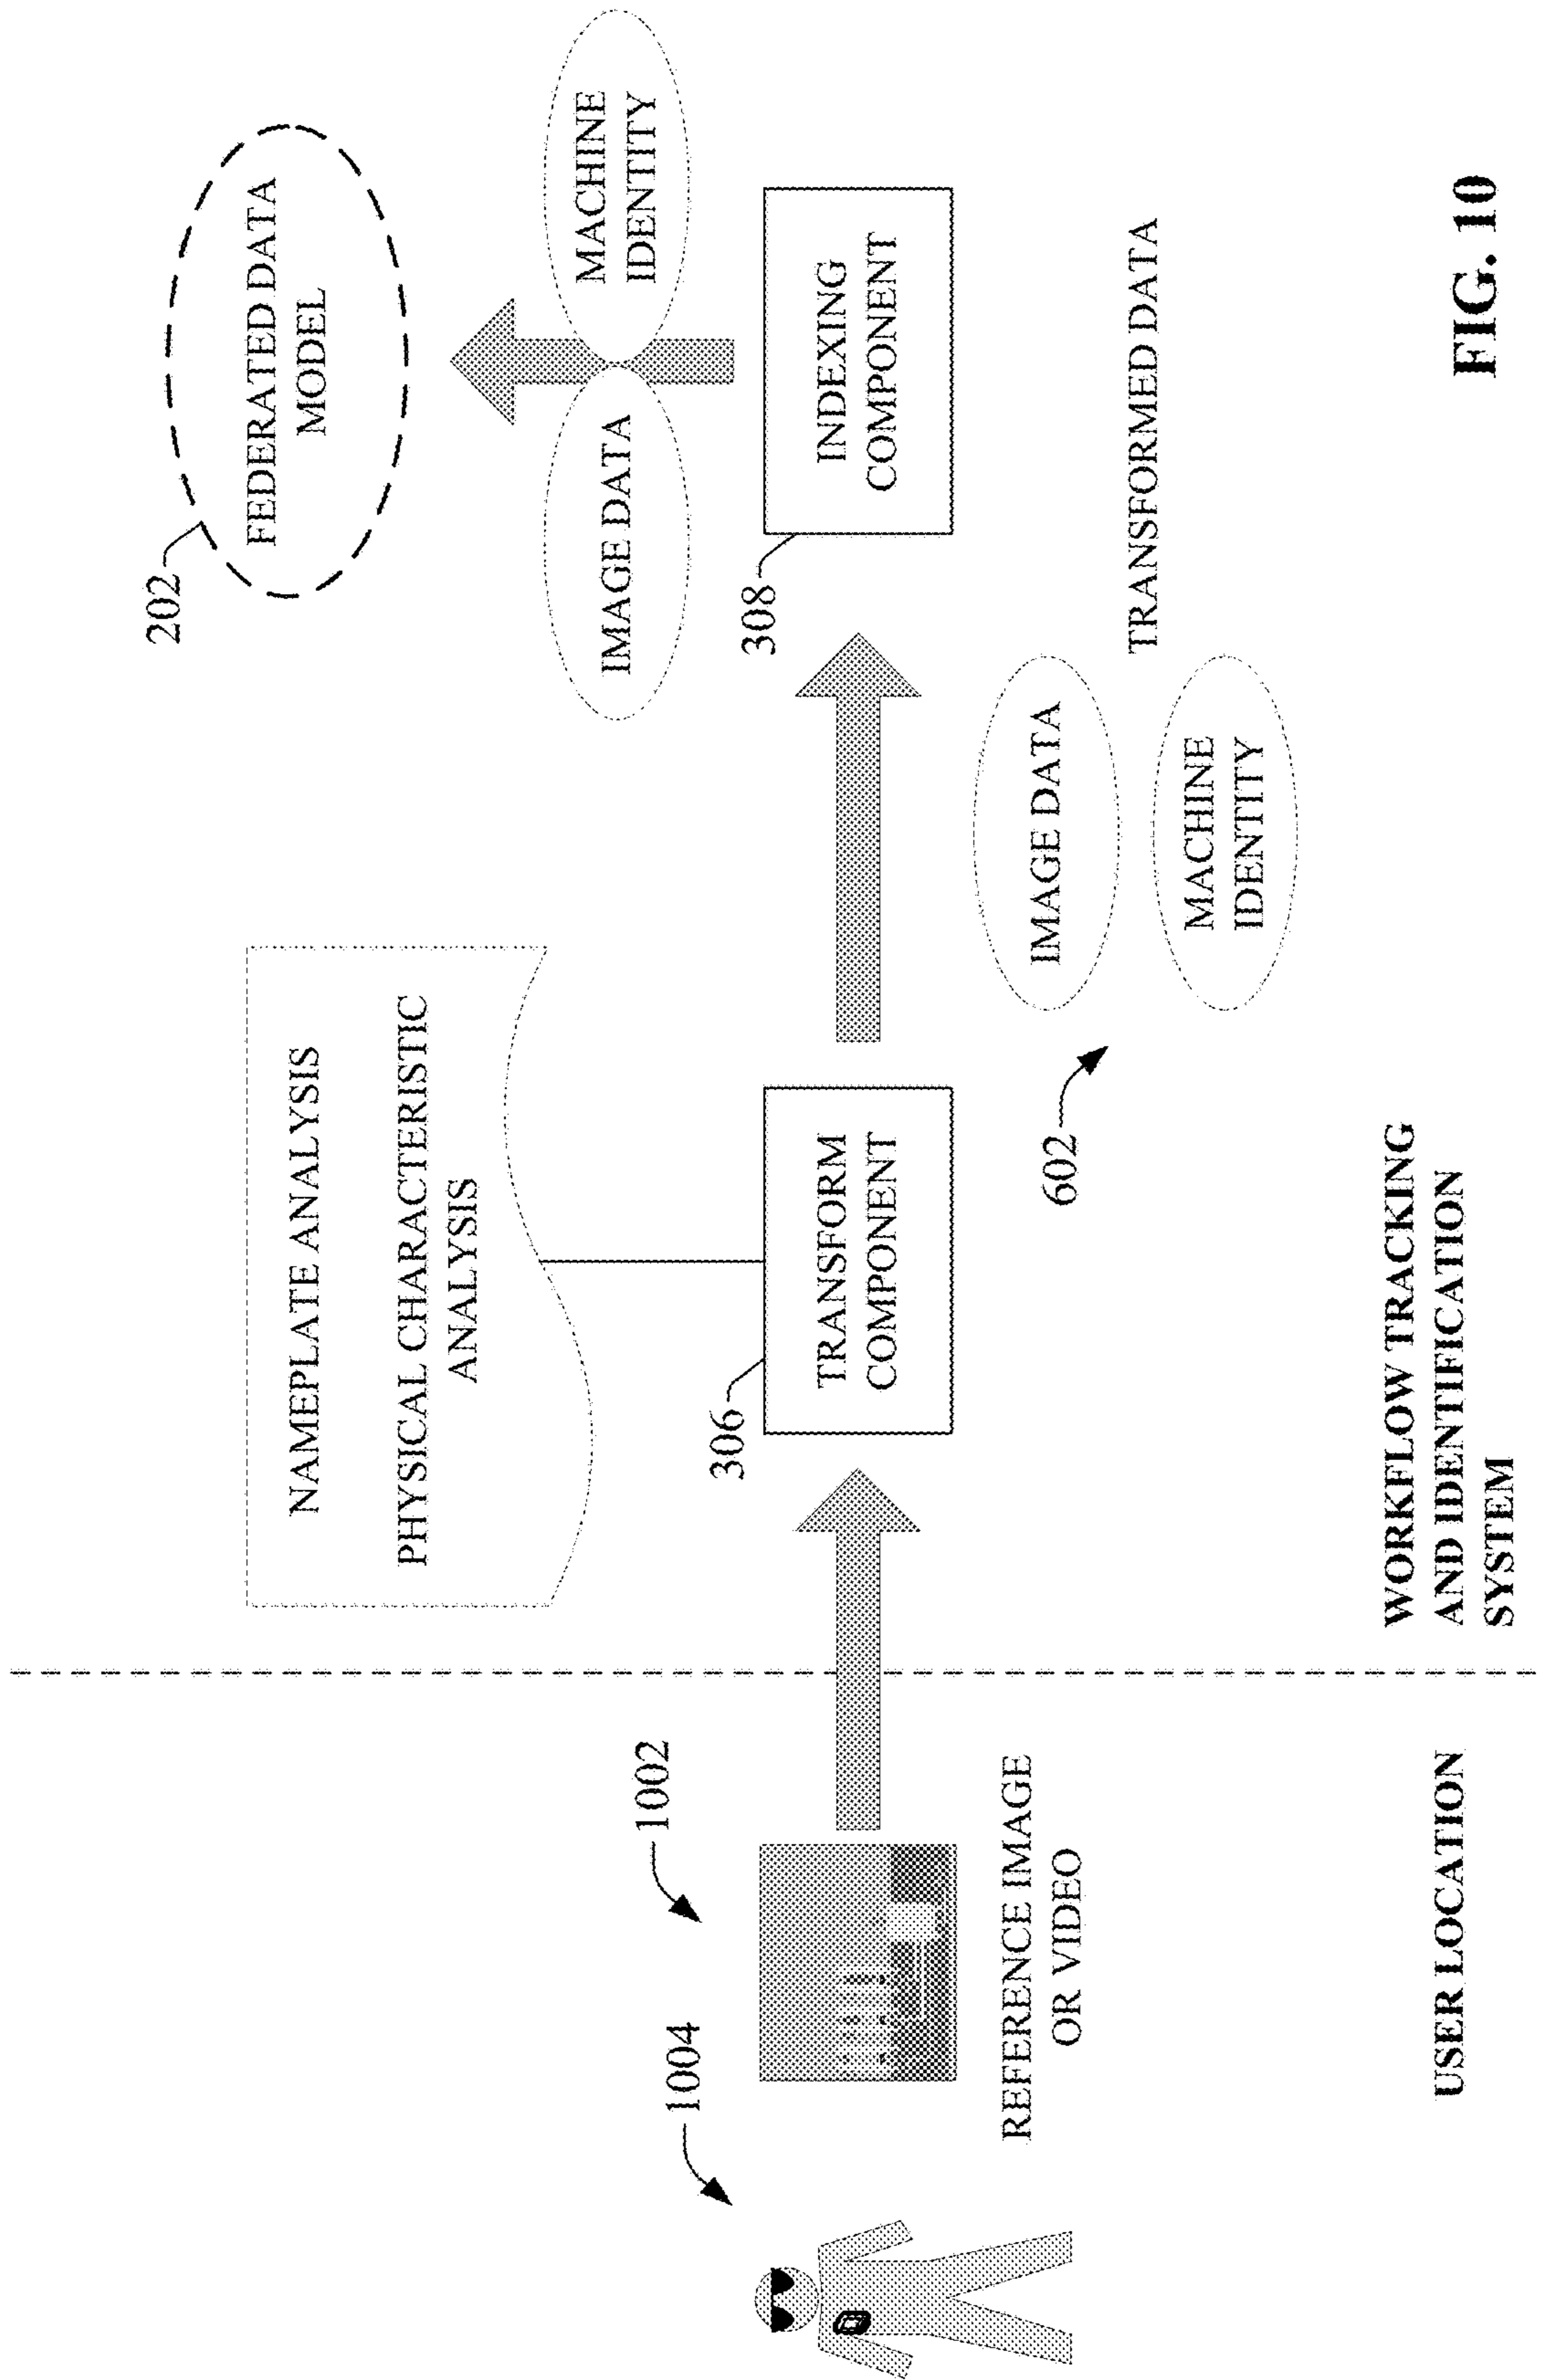 202
FEDERATED DATA
MODEL
NAMEPLATE ANALYSIS
PHYSICAL CHARACTERISTIC
ANALYSIS
IMAGE DATA
MACHINE
IDENTITY
1004
1002
306
308
TRANSFORM
COMPONENT
INDEXING
COMPONENT
REFERENCE IMAGE
OR VIDEO
602
IMAGE DATA
MACHINE
IDENTITY
TRANSFORMED DATA
USER LOCATION
WORKFLOW TRACKING
AND IDENTIFICATION
SYSTEM
FIG. 10